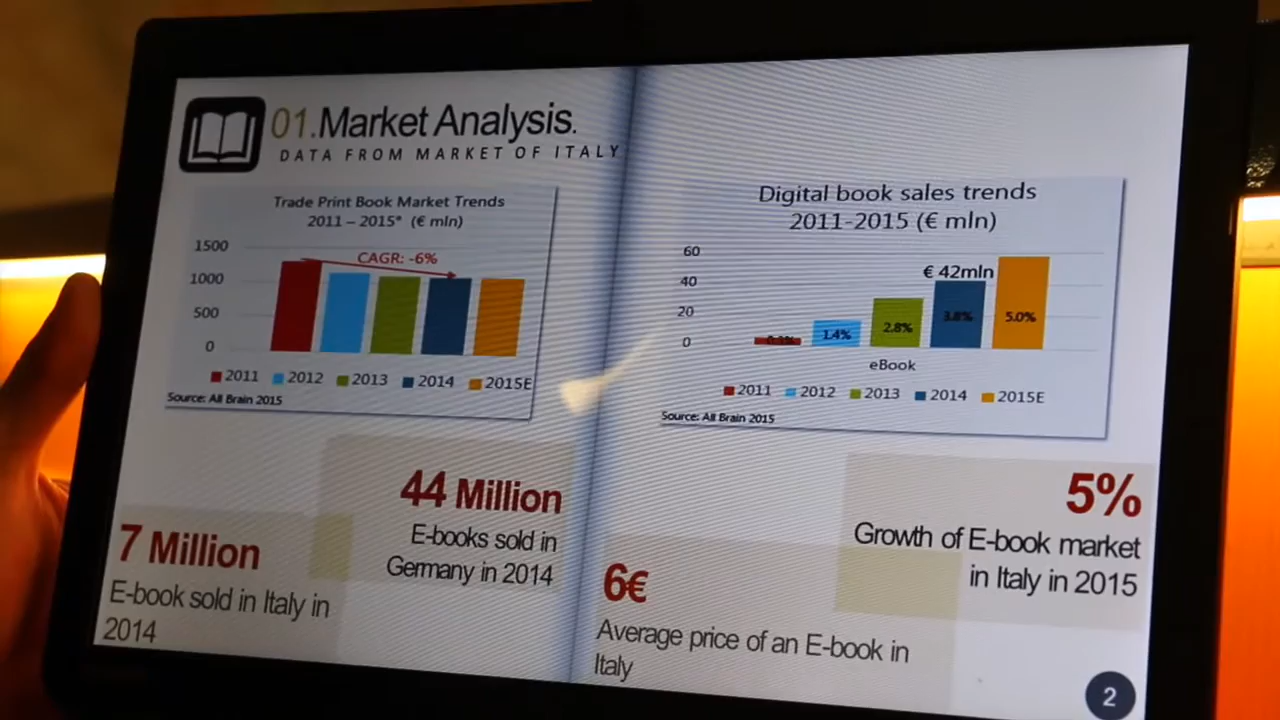 01.Market Analysis.
DATA FROM MARKET OF ITALY
Trade Print Book Market Trends
2011 – 2015* (€ mln)
1500
1000
500
0
CAGR: -6%
2011 2012 2013 2014 2015E
Source: All Brain 2015
Digital book sales trends
2011-2015 (€ mln)
60
40
20
0
€ 42mln
1.4% 2.8% 3.8% 5.0%
eBook
2011 2012 2013 2014 2015E
Source: All Brain 2015
7 Million
E-book sold in Italy in
2014
44 Million
E-books sold in
Germany in 2014
6€
Average price of an E-book in
Italy
5%
Growth of E-book market
in Italy in 2015
2